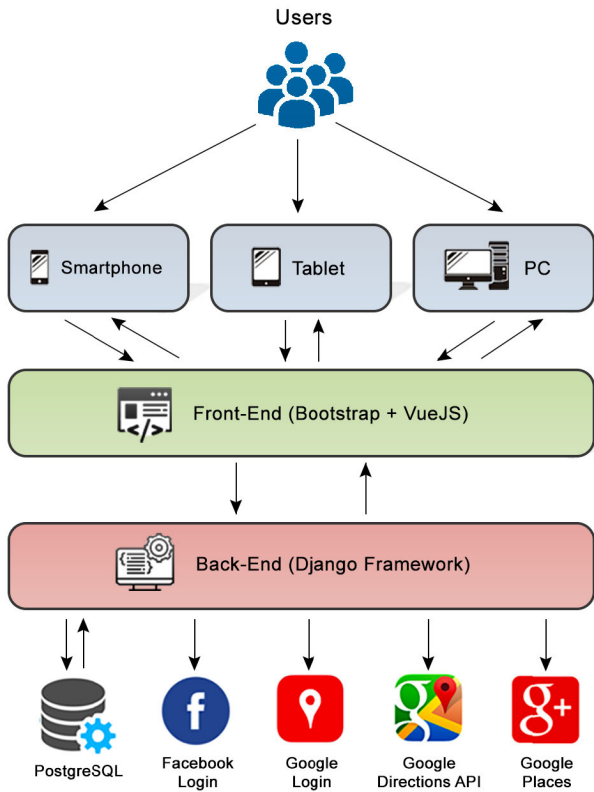 Users
Smartphone
Tablet
PC
Front-End (Bootstrap + VueJS)
Back-End (Django Framework)
PostgreSQL
Facebook
Login
Google
Login
Google
Directions API
Google
Places